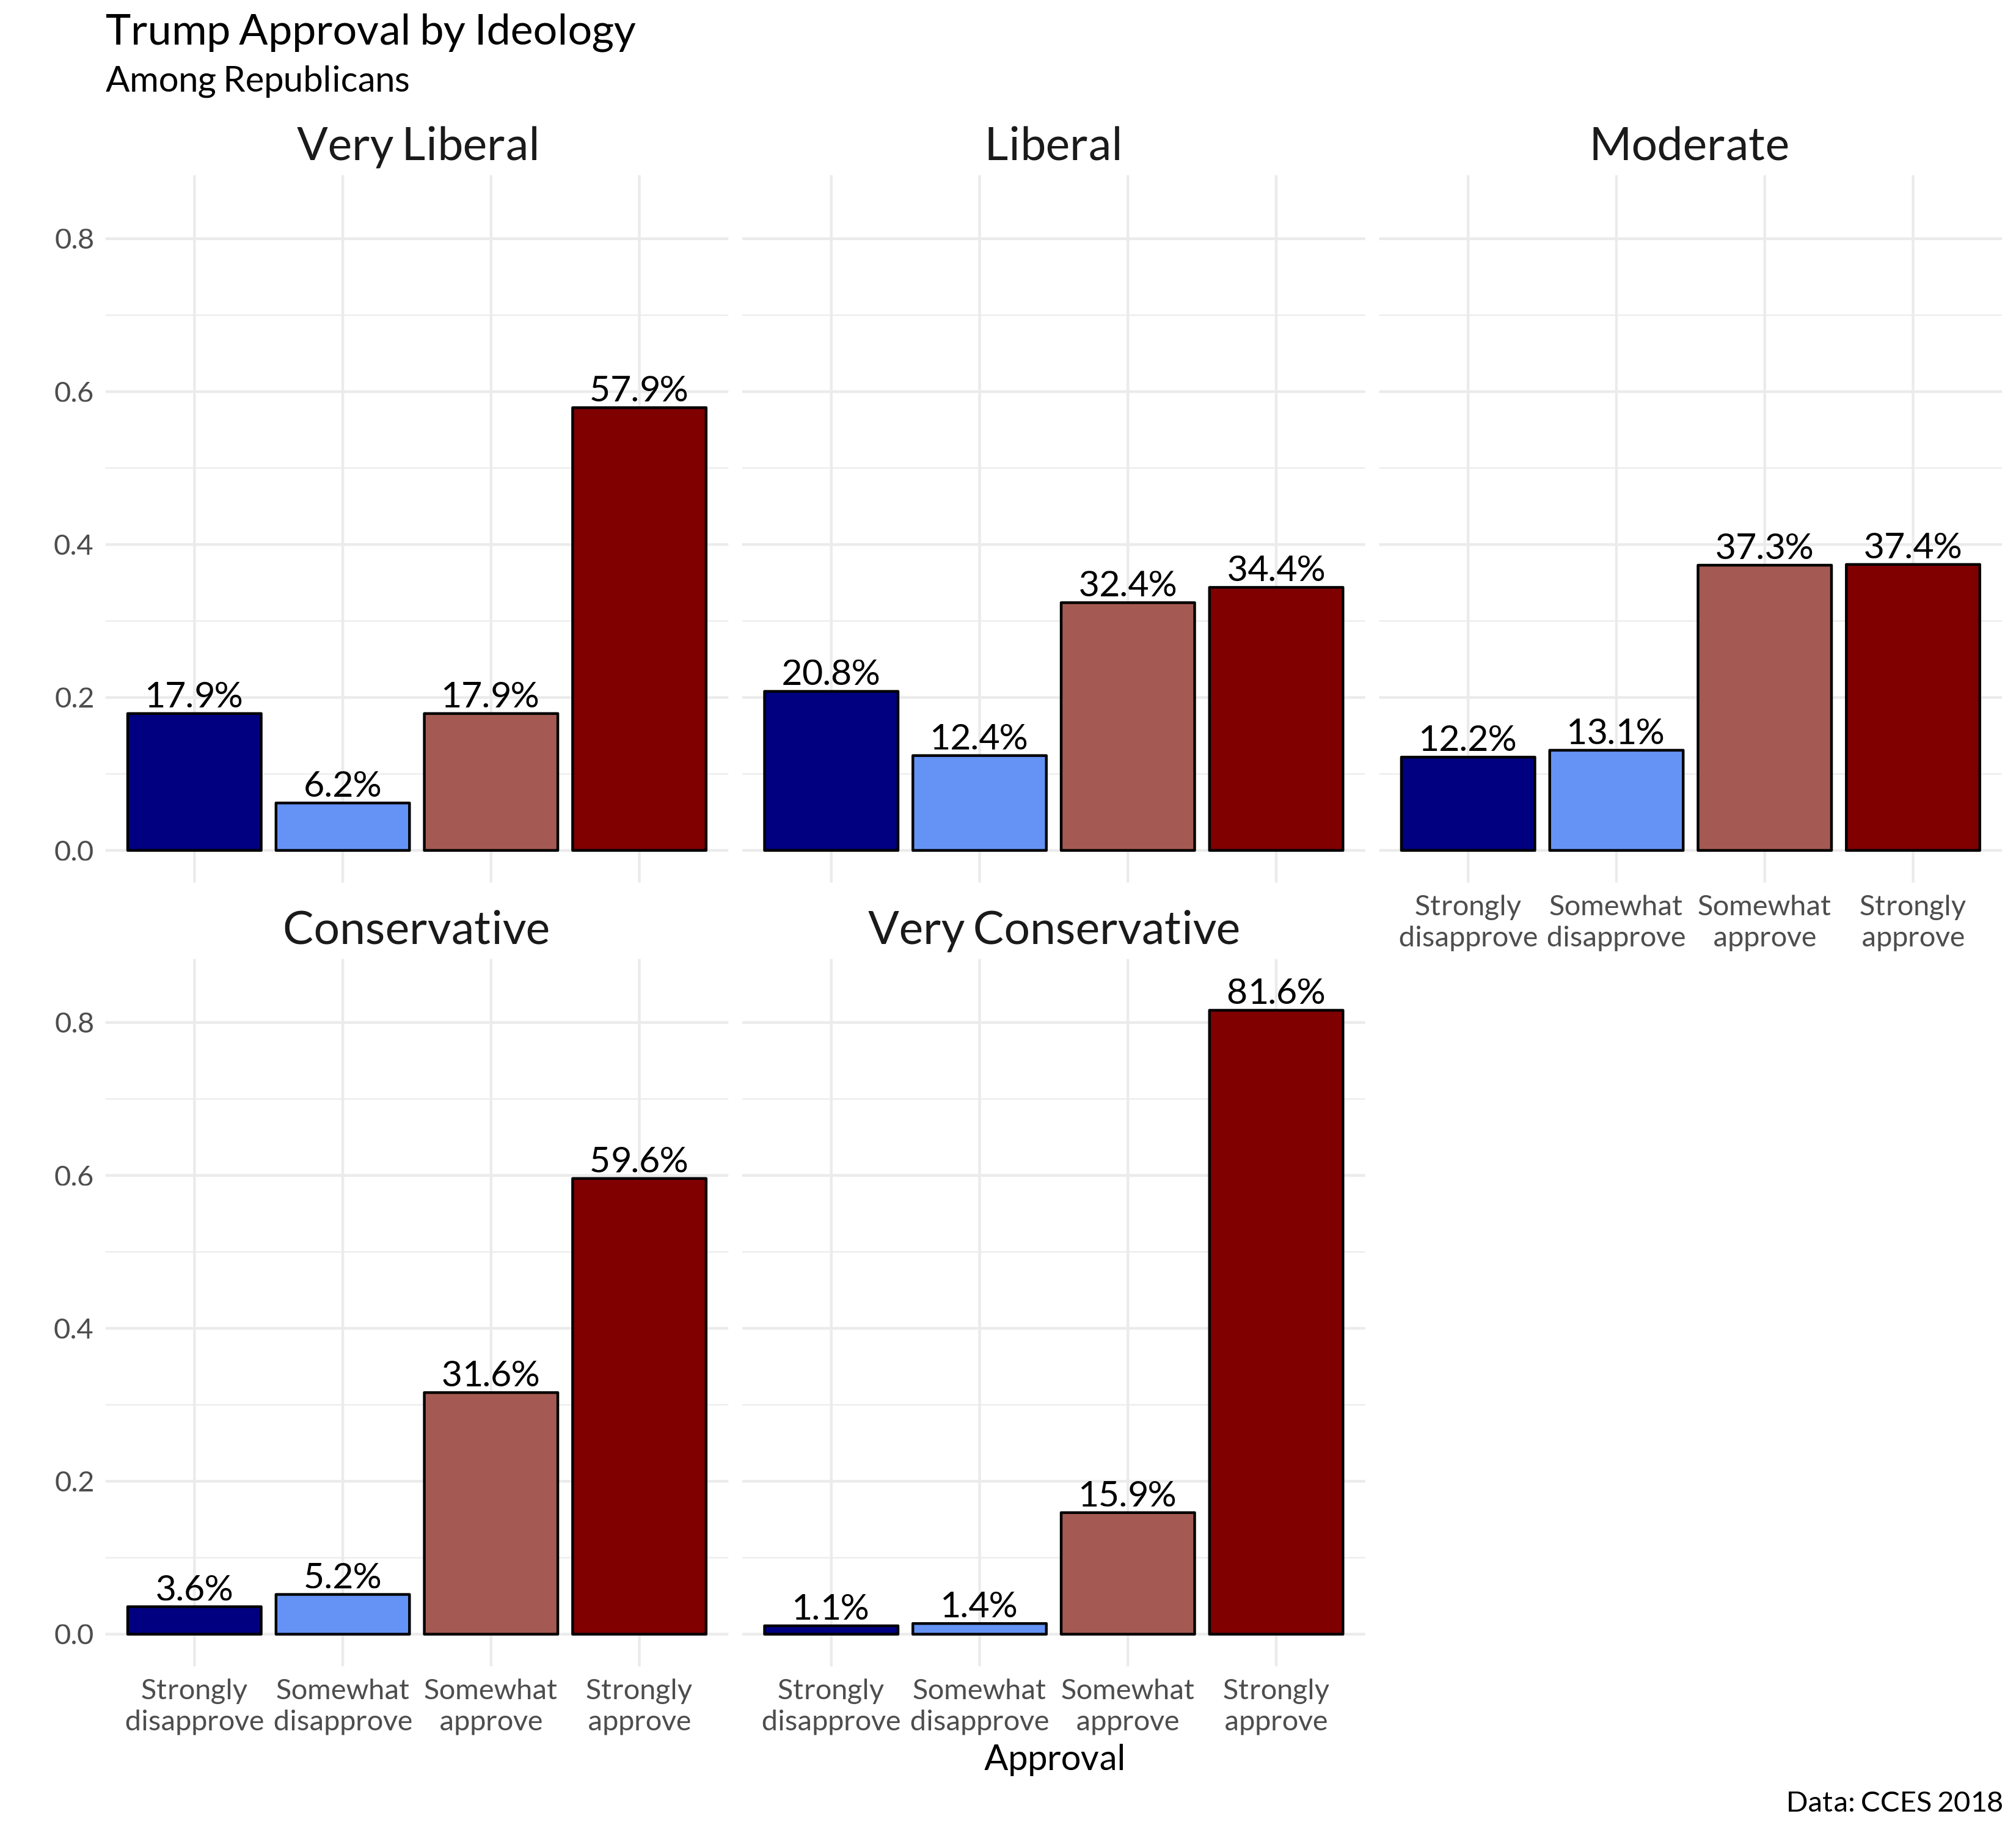 Trump Approval by Ideology
Among Republicans
Very Liberal
Liberal
Moderate
0.8
0.6
0.4
0.2
0.0
17.9%
6.2%
17.9%
57.9%
20.8%
12.4%
32.4%
34.4%
12.2%
13.1%
37.3%
37.4%
Strongly
disapprove
Somewhat
disapprove
Somewhat
approve
Strongly
approve
Conservative
Very Conservative
0.8
0.6
0.4
0.2
0.0
3.6%
5.2%
31.6%
59.6%
1.1%
1.4%
15.9%
81.6%
Strongly
disapprove
Somewhat
disapprove
Somewhat
approve
Strongly
approve
Strongly
disapprove
Somewhat
disapprove
Somewhat
approve
Strongly
approve
Approval
Data: CCES 2018